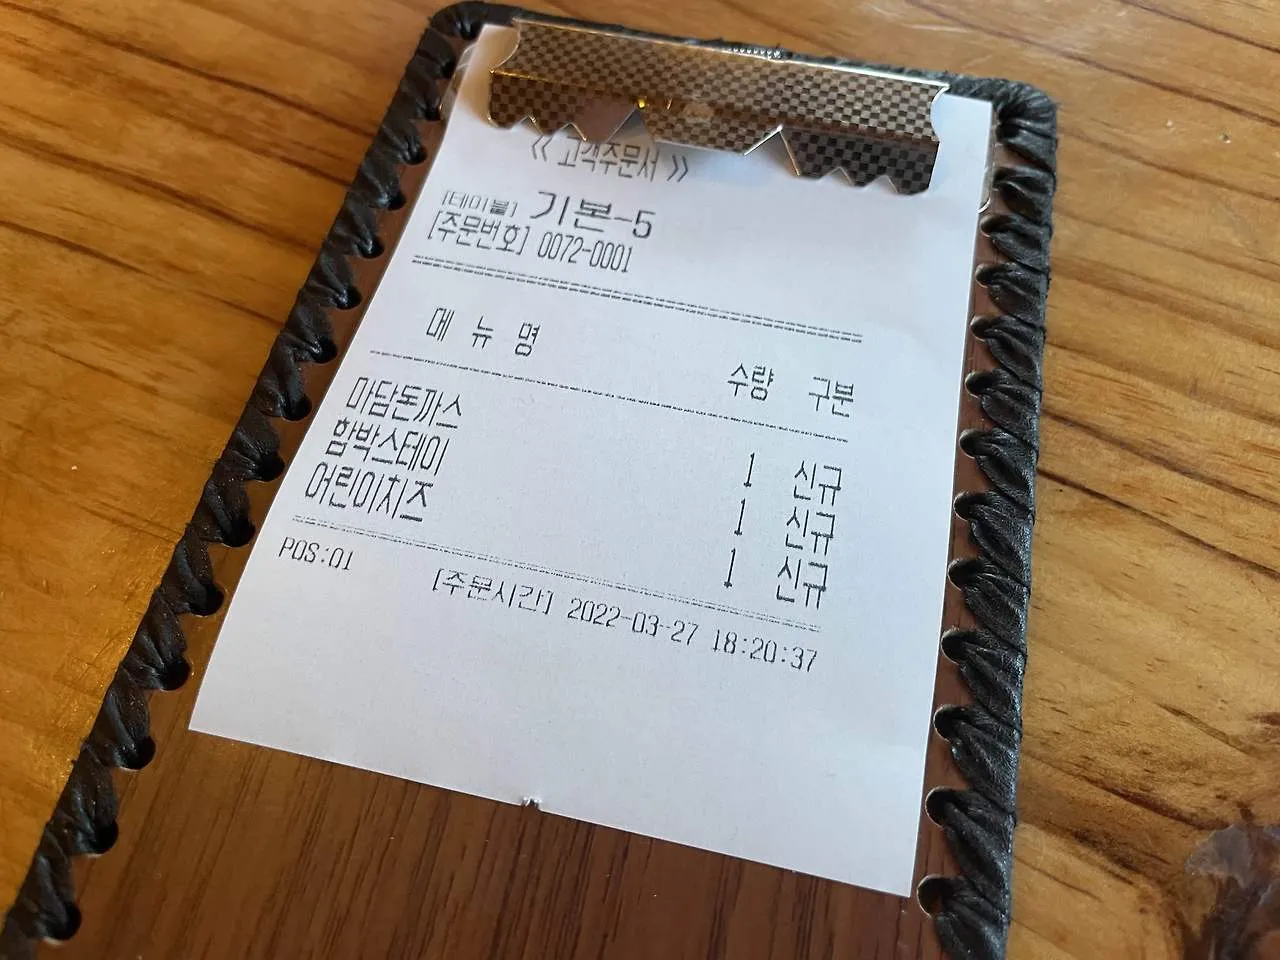 《 고객주문서 》
[테이블] 기본-5
[주문번호] 0072-0001
메 뉴 명 수량 구분
마담돈까스 1 신규
함박스테이 1 신규
어린이치즈 1 신규
POS:01 [주문시간] 2022-03-27 18:20:37